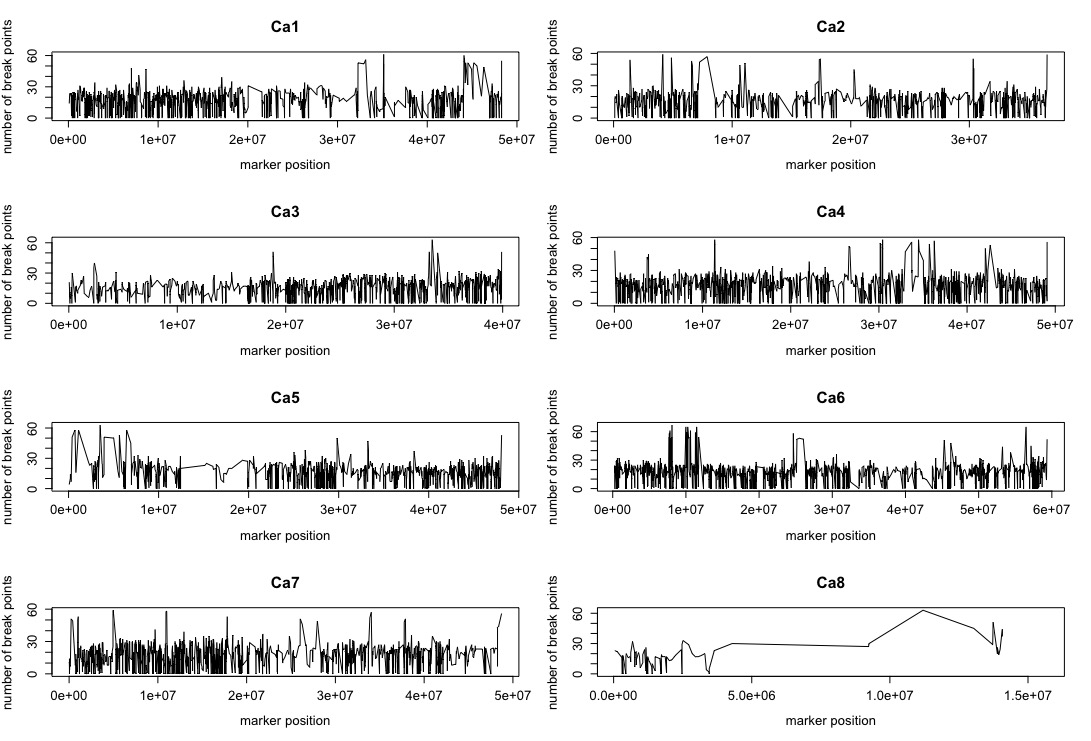 Ca1
number of break points
0 30 60
0e+00 1e+07 2e+07 3e+07 4e+07 5e+07
marker position
Ca2
number of break points
0 30 60
0e+00 1e+07 2e+07 3e+07
marker position
Ca3
number of break points
0 30 60
0e+00 1e+07 2e+07 3e+07 4e+07
marker position
Ca4
number of break points
0 30 60
0e+00 1e+07 2e+07 3e+07 4e+07 5e+07
marker position
Ca5
number of break points
0 30 60
0e+00 1e+07 2e+07 3e+07 4e+07 5e+07
marker position
Ca6
number of break points
0 30 60
0e+00 1e+07 2e+07 3e+07 4e+07 5e+07 6e+07
marker position
Ca7
number of break points
0 30 60
0e+00 1e+07 2e+07 3e+07 4e+07 5e+07
marker position
Ca8
number of break points
0 30 60
0.0e+00 5.0e+06 1.0e+07 1.5e+07
marker position